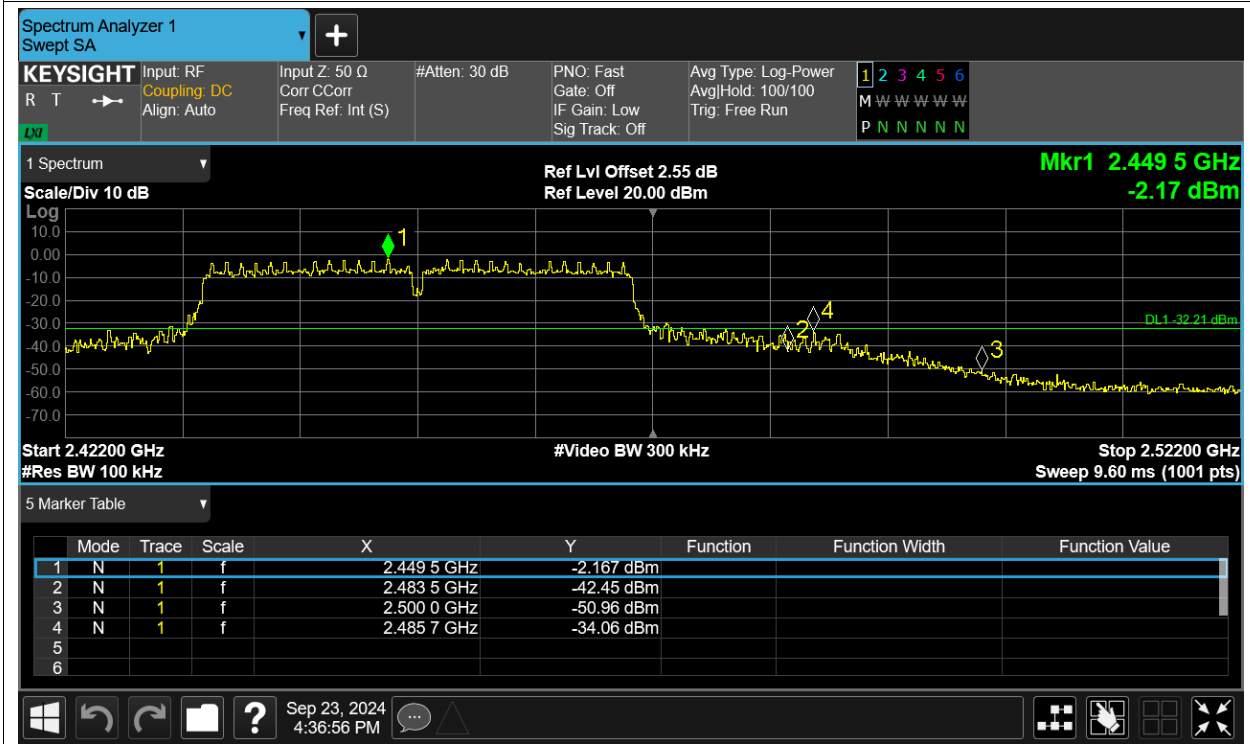 Spectrum Analyzer 1
Swept SA
+
KEYSIGHT Input: RF Input Z: 50 Ω #Atten: 30 dB PNO: Fast Avg Type: Log-Power 1 2 3 4 5 6
R T Coupling: DC Corr CCorr Gate: Off Avg|Hold: 100/100 M W W W W W
Align: Auto Freq Ref: Int (S) IF Gain: Low Trig: Free Run
LXI Sig Track: Off P N N N N N
1 Spectrum Ref Lvl Offset 2.55 dB Mkr1 2.449 5 GHz
Scale/Div 10 dB Ref Level 20.00 dBm -2.17 dBm
Log
10.0
1
0.00
-10.0
-20.0
4
-30.0 DL1 -32.21 dBm
2
-40.0
3
-50.0
-60.0
-70.0
Start 2.42200 GHz #Video BW 300 kHz Stop 2.52200 GHz
#Res BW 100 kHz Sweep 9.60 ms (1001 pts)
5 Marker Table
Mode Trace Scale X Y Function Function Width Function Value
1 N 1 f 2.449 5 GHz -2.167 dBm
2 N 1 f 2.483 5 GHz -42.45 dBm
3 N 1 f 2.500 0 GHz -50.96 dBm
4 N 1 f 2.485 7 GHz -34.06 dBm
5
6
? Sep 23, 2024
4:36:56 PM